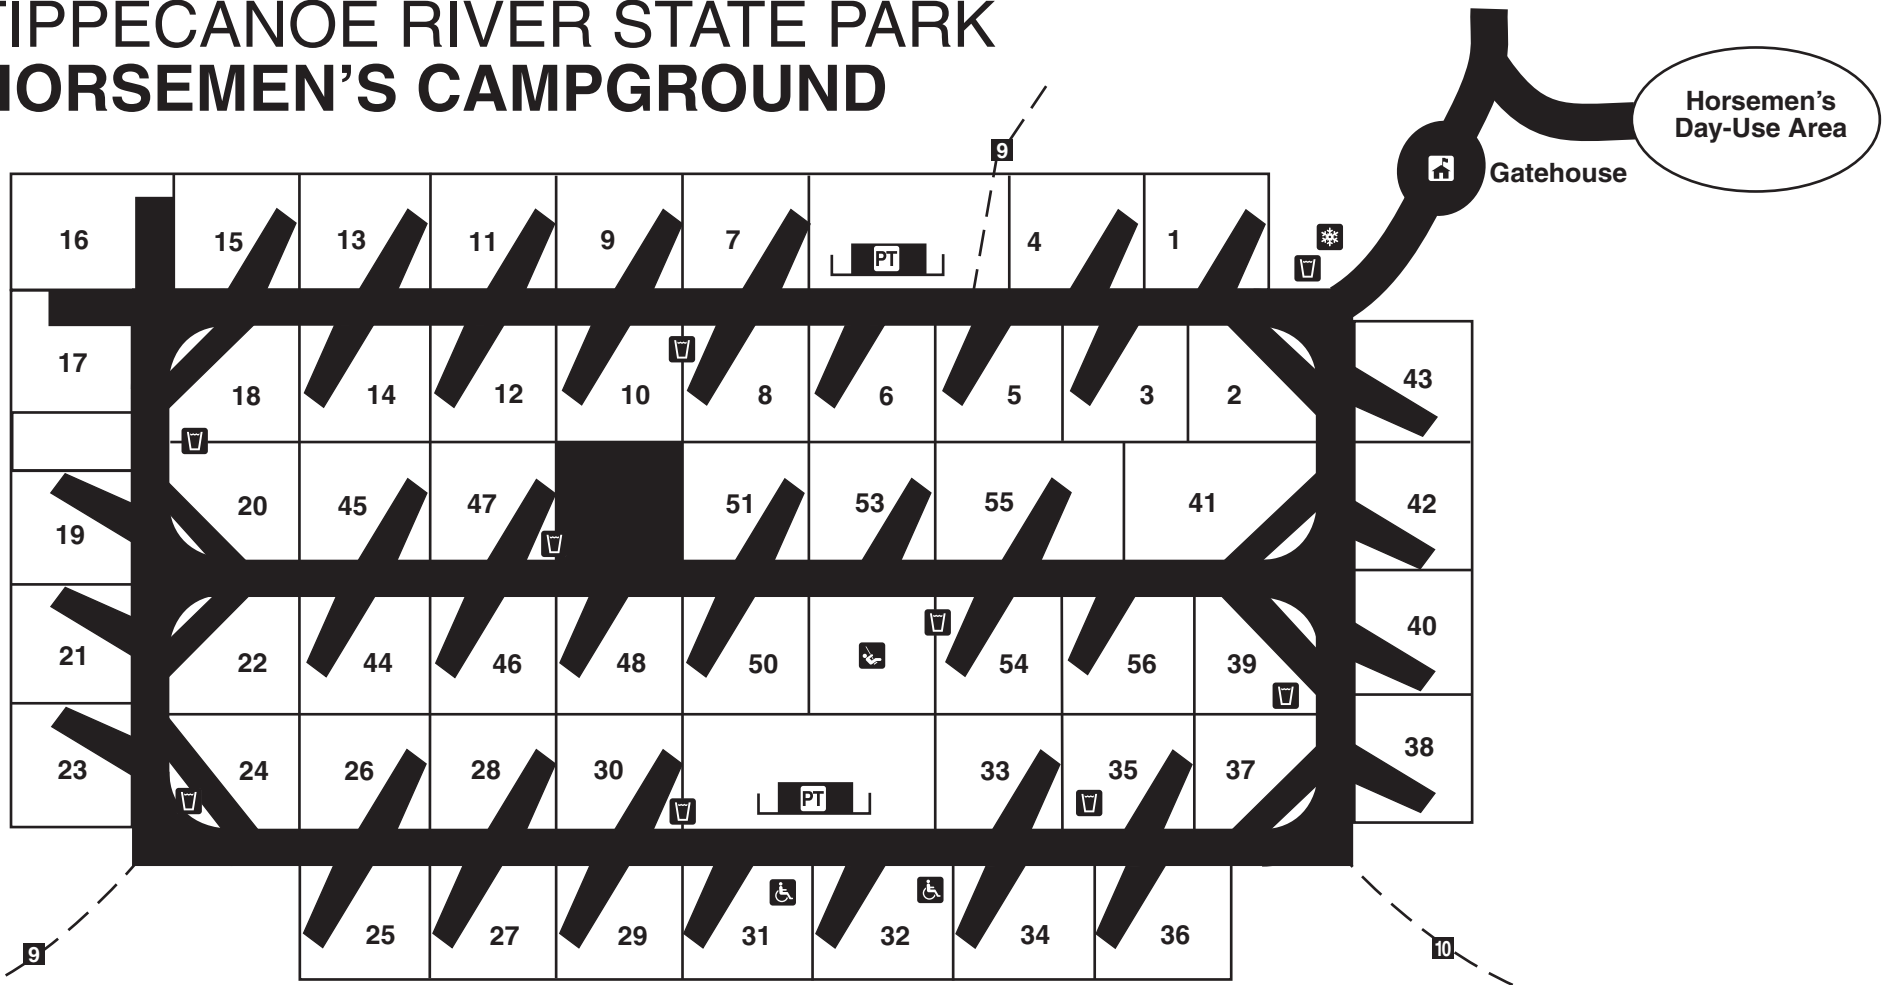 TIPPECANOE RIVER STATE PARK
HORSEMEN'S CAMPGROUND
Horsemen's
Day-Use Area
9
Gatehouse
16 15 13 11 9 7 PT 4 1
17 18 14 12 10 8 6 5 3 2 43
19 20 45 47 51 53 55 41 42
21 22 44 46 48 50 54 56 39 40
23 24 26 28 30 PT 33 35 37 38
25 27 29 31 32 34 36
9 10